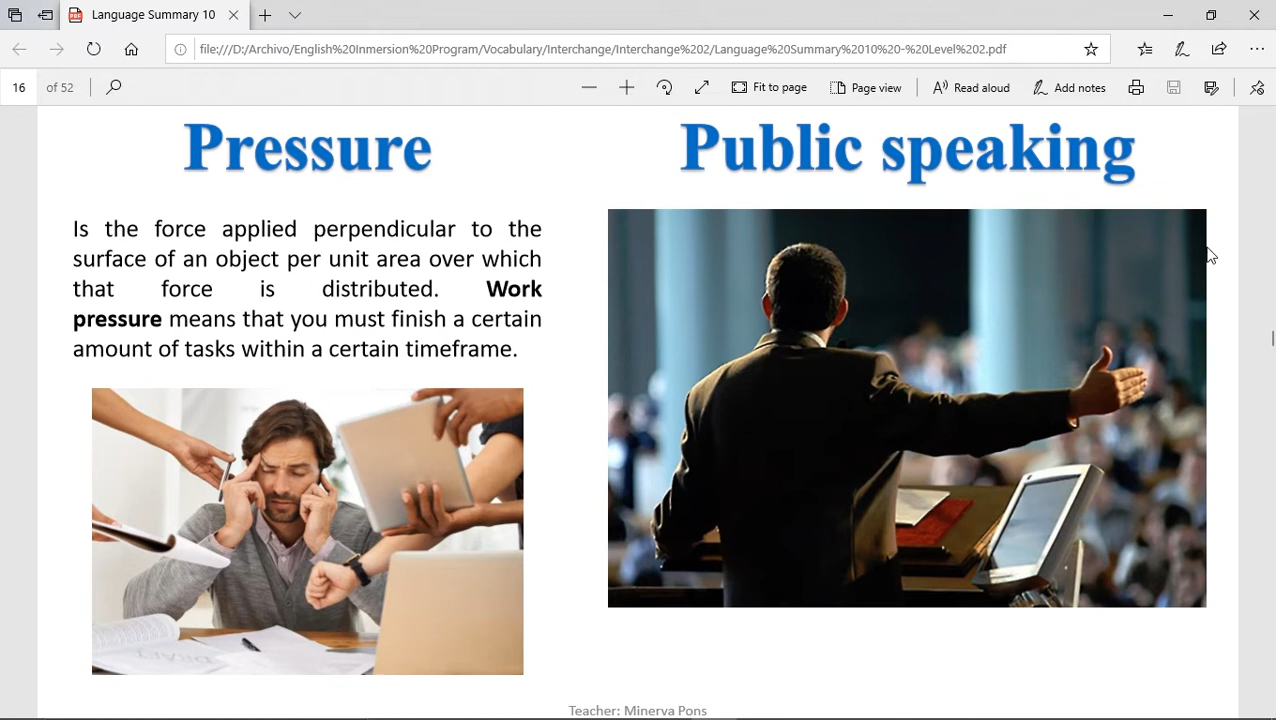 Language Summary 10
file:///D:/Archivo/English%20Inmersion%20Program/Vocabulary/Interchange/Interchange%202/Language%20Summary%2010%20-%20Level%202.pdf
16 of 52 Fit to page Page view Read aloud Add notes
Pressure
Is the force applied perpendicular to the
surface of an object per unit area over which
that force is distributed. Work
pressure means that you must finish a certain
amount of tasks within a certain timeframe.
DRAFT
Public speaking
Teacher: Minerva Pons